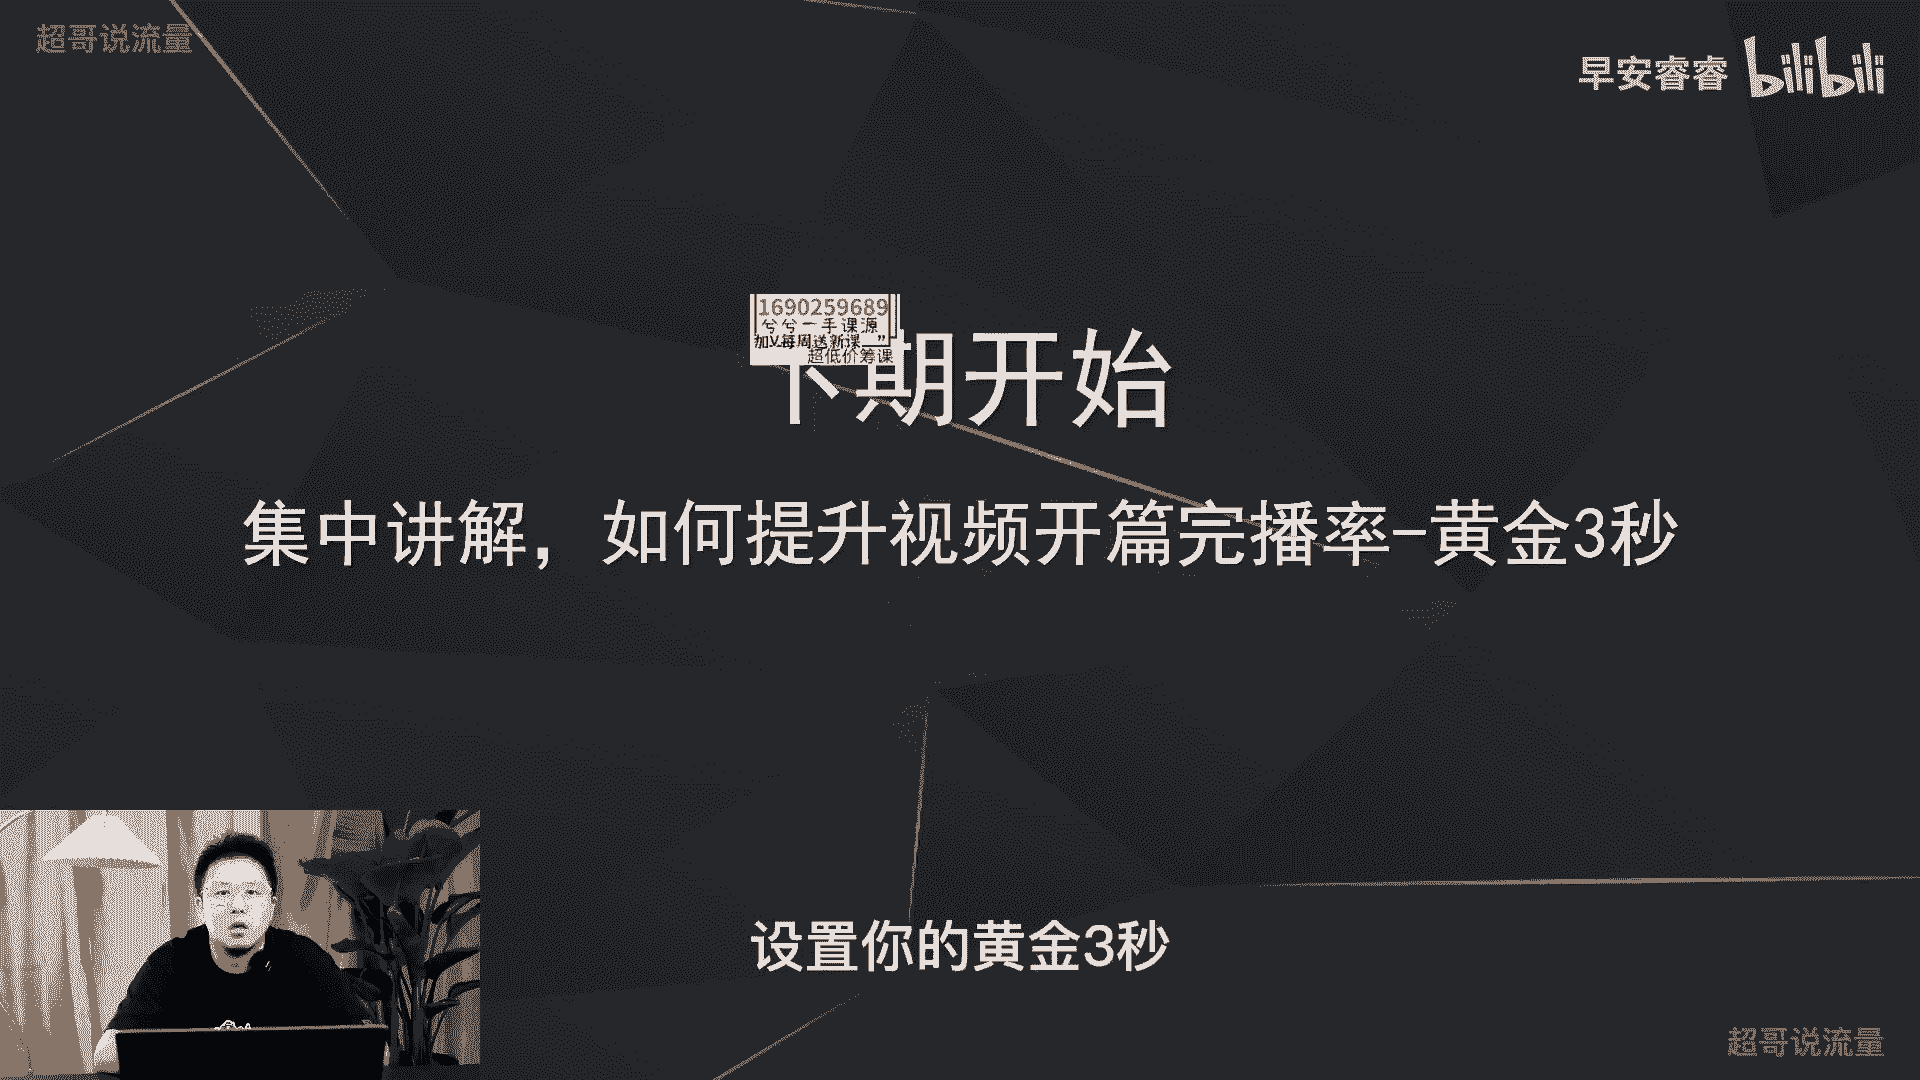 超哥说流量
早安睿睿 bilibili
1690259689
兮兮一手课源
加V每周送新课
超低价筹课
下期开始
集中讲解，如何提升视频开篇完播率-黄金3秒
设置你的黄金3秒
超哥说流量